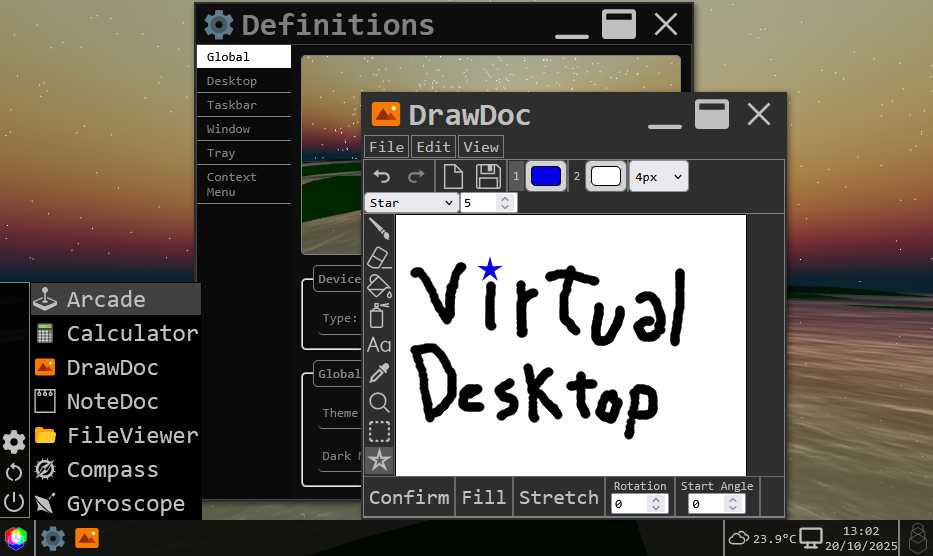 Definitions
Global
Desktop
Taskbar
Window
Tray
Context
Menu
Device
Type:
Global
Theme
DrawDoc
File Edit View
1 2 4px
Star 5
Aa
Virtual
Desktop
Confirm Fill Stretch
Rotation
0
Start Angle
0
Arcade
Calculator
DrawDoc
NoteDoc
FileViewer
Compass
Gyroscope
23.9°C
13:02
20/10/2025